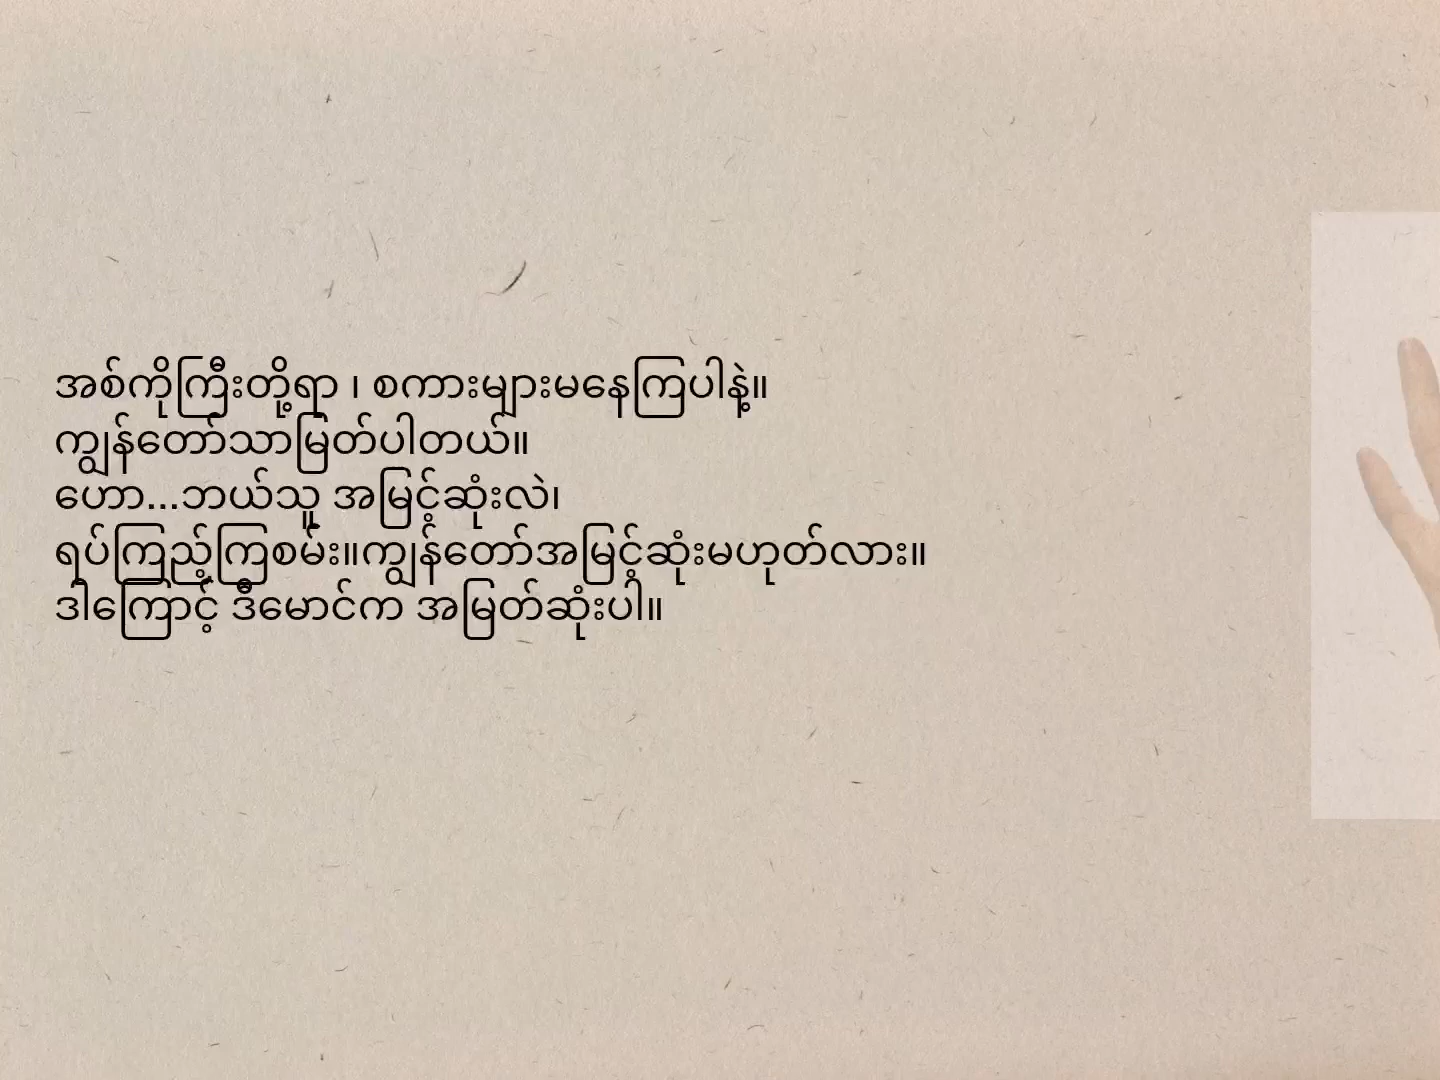 အစ်ကိုကြီးတို့ရာ ၊ စကားများမနေကြပါနဲ့။
ကျွန်တော်သာမြတ်ပါတယ်။
ဟော...ဘယ်သူ အမြင့်ဆုံးလဲ၊
ရပ်ကြည့်ကြစမ်း။ကျွန်တော်အမြင့်ဆုံးမဟုတ်လား။
ဒါကြောင့် ဒီမောင်က အမြတ်ဆုံးပါ။